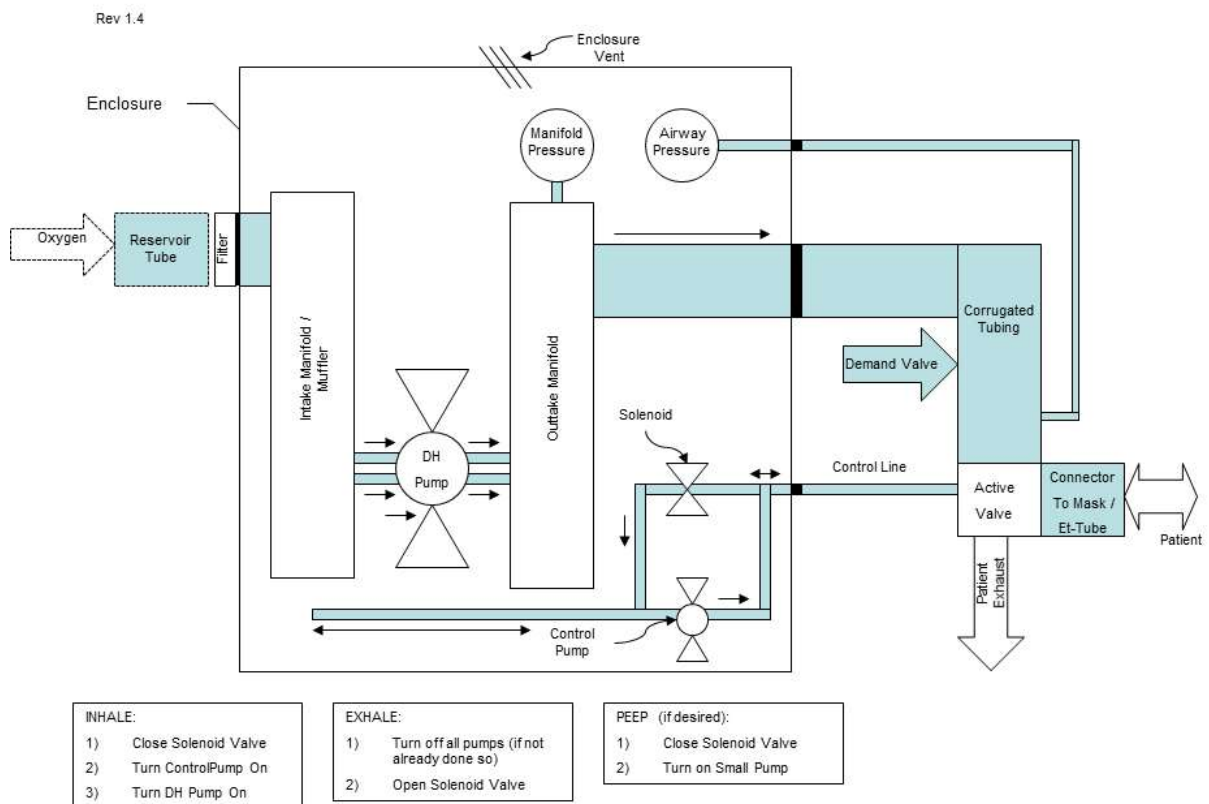 Rev 1.4
Enclosure
Vent
Enclosure
Manifold
Pressure
Airway
Pressure
Oxygen
Reservoir
Tube
Filter
Intake Manifold /
Muffler
Outtake Manifold
Corrugated
Tubing
Demand Valve
DH
Pump
Solenoid
Control Line
Active
Valve
Connector
To Mask /
Et-Tube
Patient
Patient
Exhaust
Control
Pump
INHALE:
1) Close Solenoid Valve
2) Turn ControlPump On
3) Turn DH Pump On
EXHALE:
1) Turn off all pumps (if not
already done so)
2) Open Solenoid Valve
PEEP (if desired):
1) Close Solenoid Valve
2) Turn on Small Pump